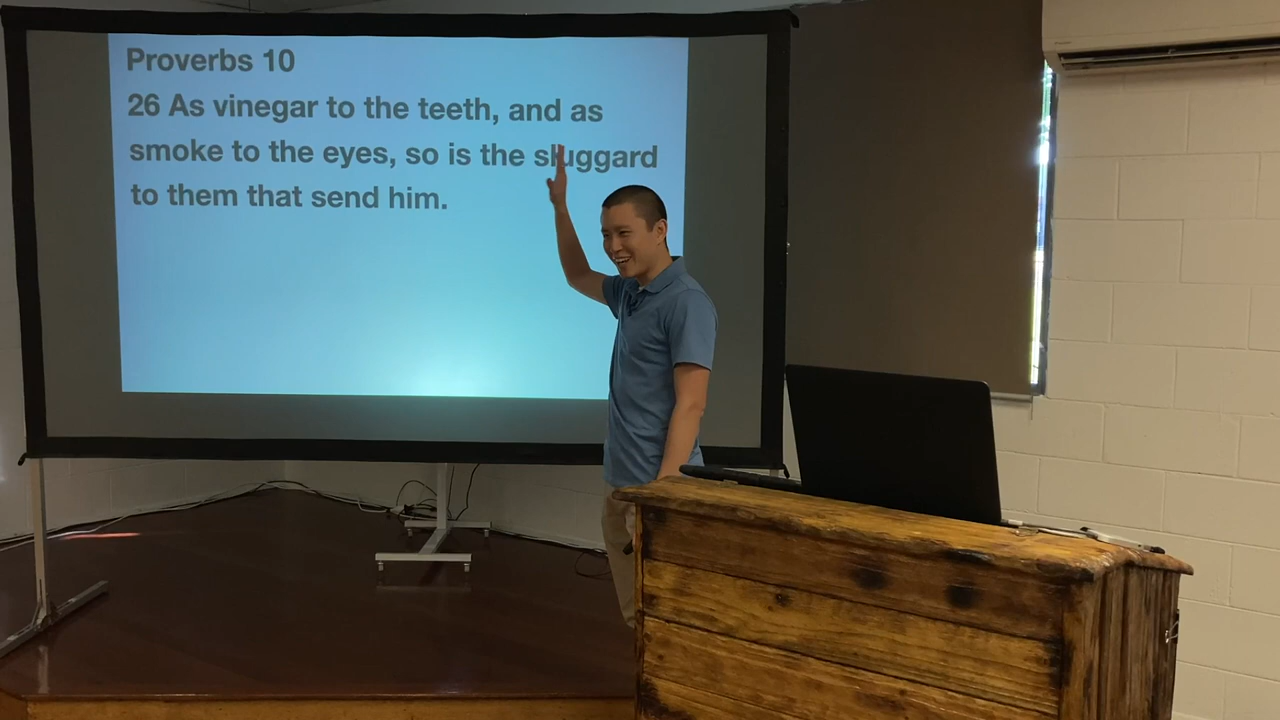 Proverbs 10
26 As vinegar to the teeth, and as
smoke to the eyes, so is the sluggard
to them that send him.